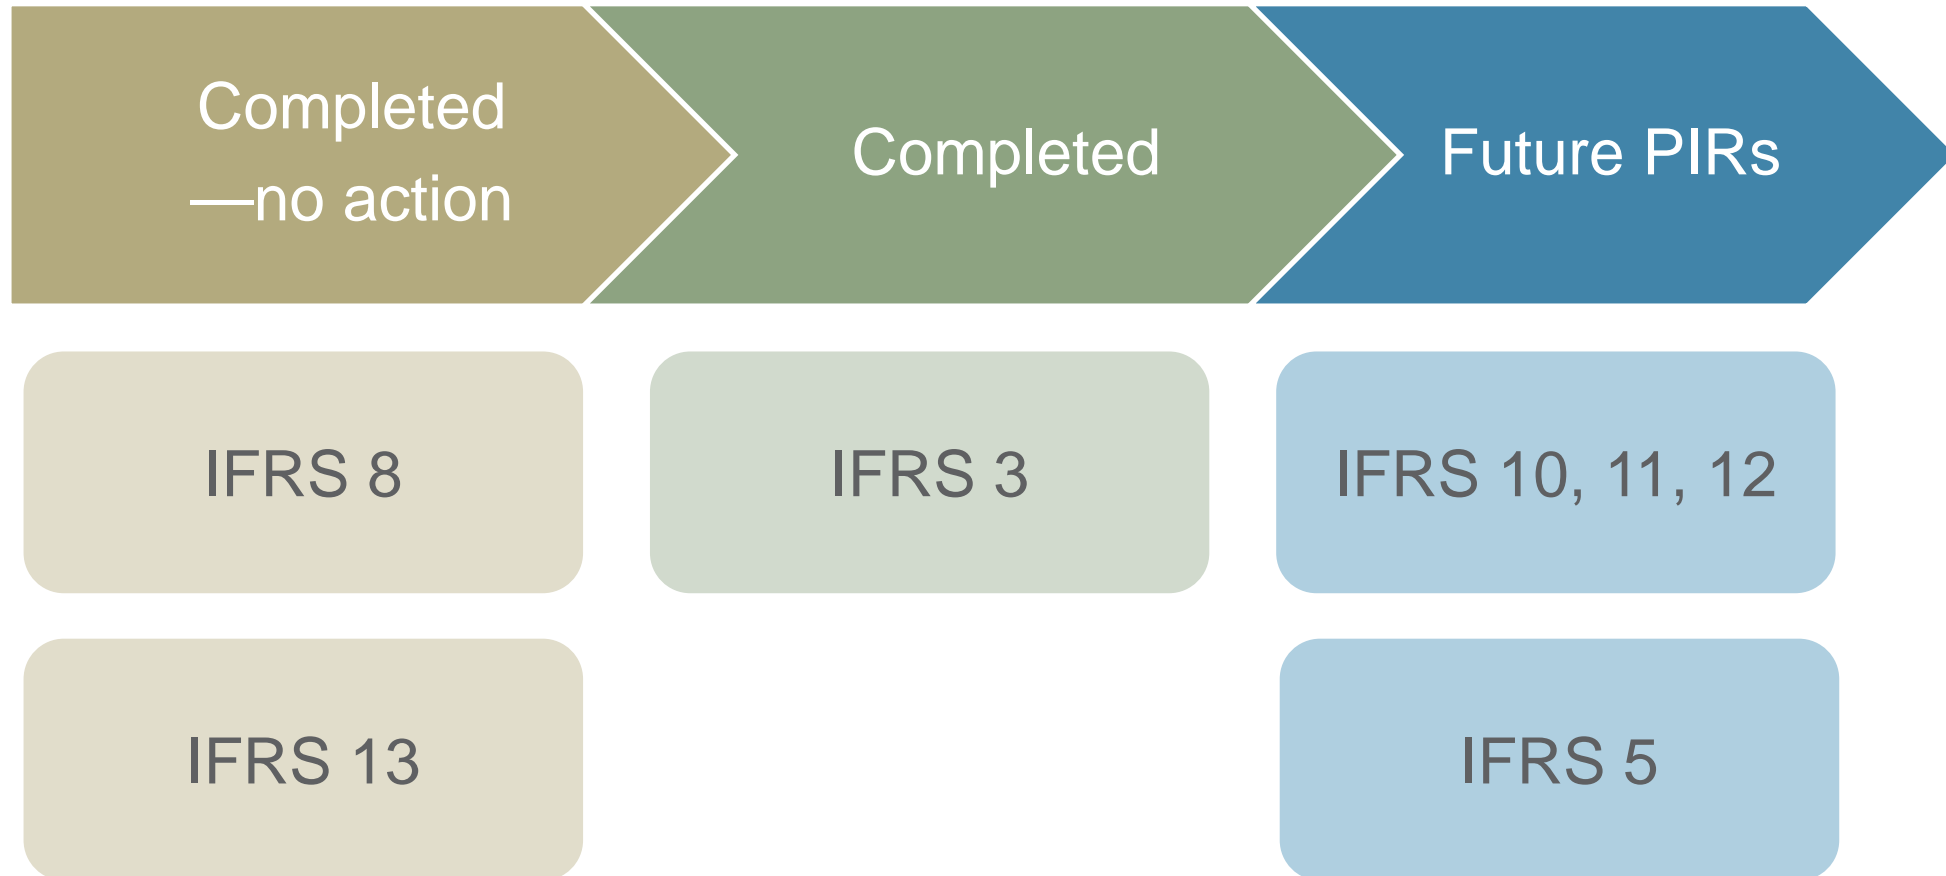 Completed
—no action
Completed
Future PIRs
IFRS 8
IFRS 3
IFRS 10, 11, 12
IFRS 13
IFRS 5